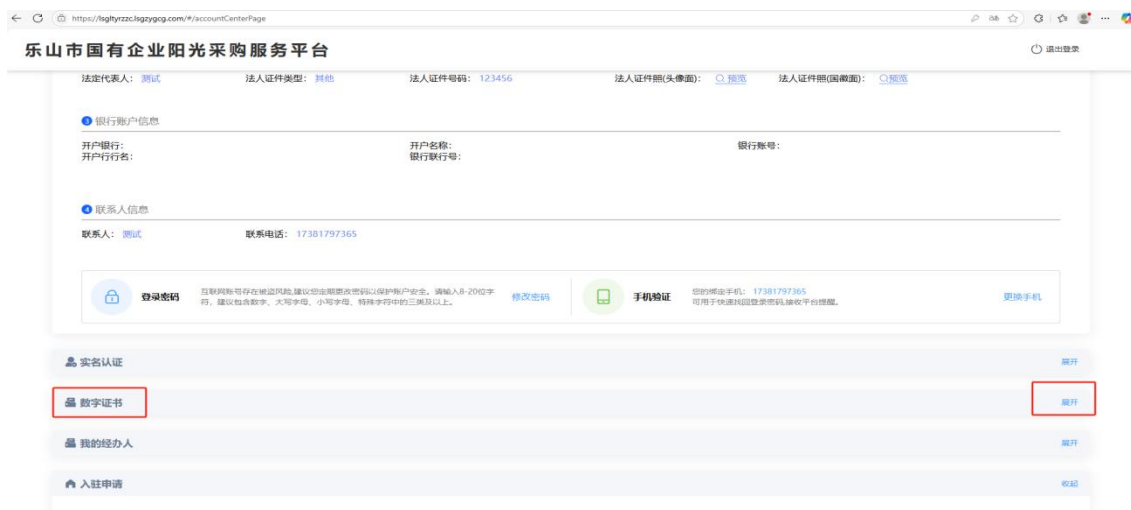 https://lsgltyrzzc.lsgzygcg.com/#/accountCenterPage
乐山市国有企业阳光采购服务平台 退出登录
法定代表人： 测试 法人证件类型： 其他 法人证件号码： 123456 法人证件照(头像面)： 预览 法人证件照(国徽面)： 预览
3 银行账户信息
开户银行： 开户名称： 银行账号：
开户行行名： 银行联行号：
4 联系人信息
联系人： 测试 联系电话： 17381797365
登录密码 互联网账号存在被盗风险,建议您定期更改密码以保护账户安全。请输入8-20位字 修改密码 手机验证 您的绑定手机： 17381797365 更换手机
符，建议包含数字、大写字母、小写字母、特殊字符中的三类及以上。 可用于快速找回登录密码,接收平台提醒。
实名认证 展开
数字证书 展开
我的经办人 展开
入驻申请 收起